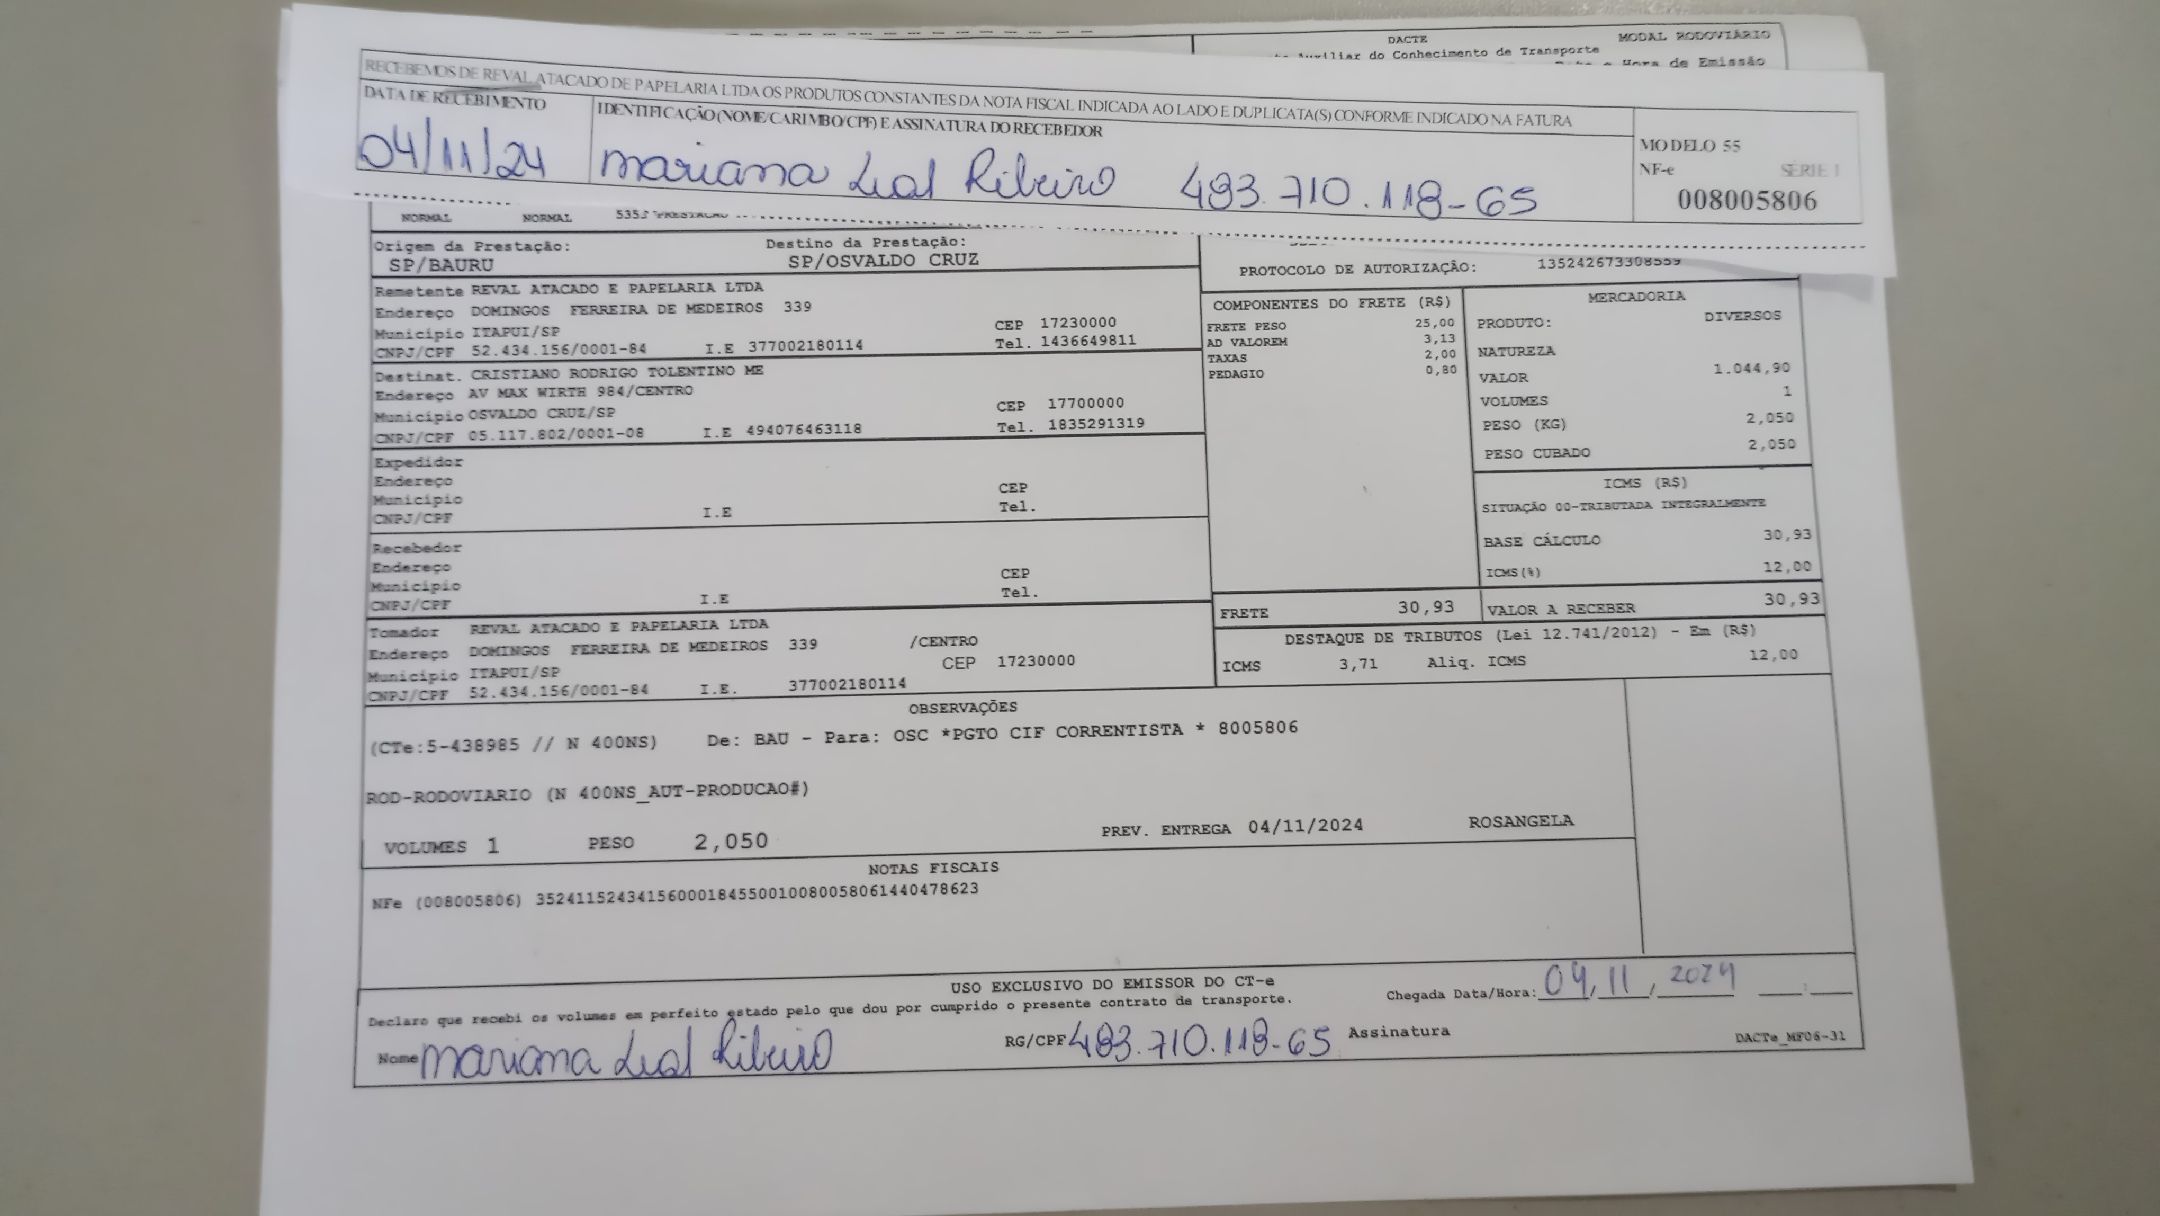 DACTE MODAL RODOVIÁRIO
Auxiliar do Conhecimento de Transporte
Hora de Emissão
RECEBEMOS DE REVAL ATACADO DE PAPELARIA LTDA OS PRODUTOS CONSTANTES DA NOTA FISCAL INDICADA AO LADO E DUPLICATA(S) CONFORME INDICADO NA FATURA
DATA DE RECEBIMENTO IDENTIFICAÇÃO (NOME/CARIMBO/CPF) E ASSINATURA DO RECEBEDOR
MODELO 55
NF-e SÉRIE 1
008005806
04/11/24 mariana Leal Ribeiro 483.710.118-65
NORMAL NORMAL
Origem da Prestação: Destino da Prestação:
SP/BAURU SP/OSVALDO CRUZ
PROTOCOLO DE AUTORIZAÇÃO: 135242673308559
Remetente REVAL ATACADO E PAPELARIA LTDA
Endereço DOMINGOS FERREIRA DE MEDEIROS 339
Município ITAPUI/SP CEP 17230000
CNPJ/CPF 52.434.156/0001-84 I.E 377002180114 Tel. 1436649811
Destinat. CRISTIANO RODRIGO TOLENTINO ME
Endereço AV MAX WIRTH 984/CENTRO
Município OSVALDO CRUZ/SP CEP 17700000
CNPJ/CPF 05.117.802/0001-08 I.E 494076463118 Tel. 1835291319
Expedidor
Endereço
Município CEP
CNPJ/CPF I.E Tel.
Recebedor
Endereço
Município CEP
CNPJ/CPF I.E Tel.
Tomador REVAL ATACADO E PAPELARIA LTDA
Endereço DOMINGOS FERREIRA DE MEDEIROS 339 /CENTRO
Município ITAPUI/SP CEP 17230000
CNPJ/CPF 52.434.156/0001-84 I.E. 377002180114
COMPONENTES DO FRETE (R$)
FRETE PESO 25,00
AD VALOREM 3,13
TAXAS 2,00
PEDAGIO 0,80
MERCADORIA
PRODUTO: DIVERSOS
NATUREZA
VALOR 1.044,90
VOLUMES 1
PESO (KG) 2,050
PESO CUBADO 2,050
ICMS (R$)
SITUAÇÃO 00-TRIBUTADA INTEGRALMENTE
BASE CÁLCULO 30,93
ICMS(%) 12,00
FRETE 30,93 VALOR A RECEBER 30,93
DESTAQUE DE TRIBUTOS (Lei 12.741/2012) - Em (R$)
ICMS 3,71 Aliq. ICMS 12,00
OBSERVAÇÕES
(CTe:5-438985 // N 400NS) De: BAU - Para: OSC *PGTO CIF CORRENTISTA * 8005806
ROD-RODOVIARIO (N 400NS_AUT-PRODUCAO#)
VOLUMES 1 PESO 2,050 PREV. ENTREGA 04/11/2024 ROSANGELA
NOTAS FISCAIS
NFe (008005806) 35241152434156000184550010080058061440478623
USO EXCLUSIVO DO EMISSOR DO CT-e
Declaro que recebi os volumes em perfeito estado pelo que dou por cumprido o presente contrato de transporte. Chegada Data/Hora: 04/11/2024 __:__
Nome mariana Leal Ribeiro RG/CPF 483.710.118-65 Assinatura
DACTe_MF06-31